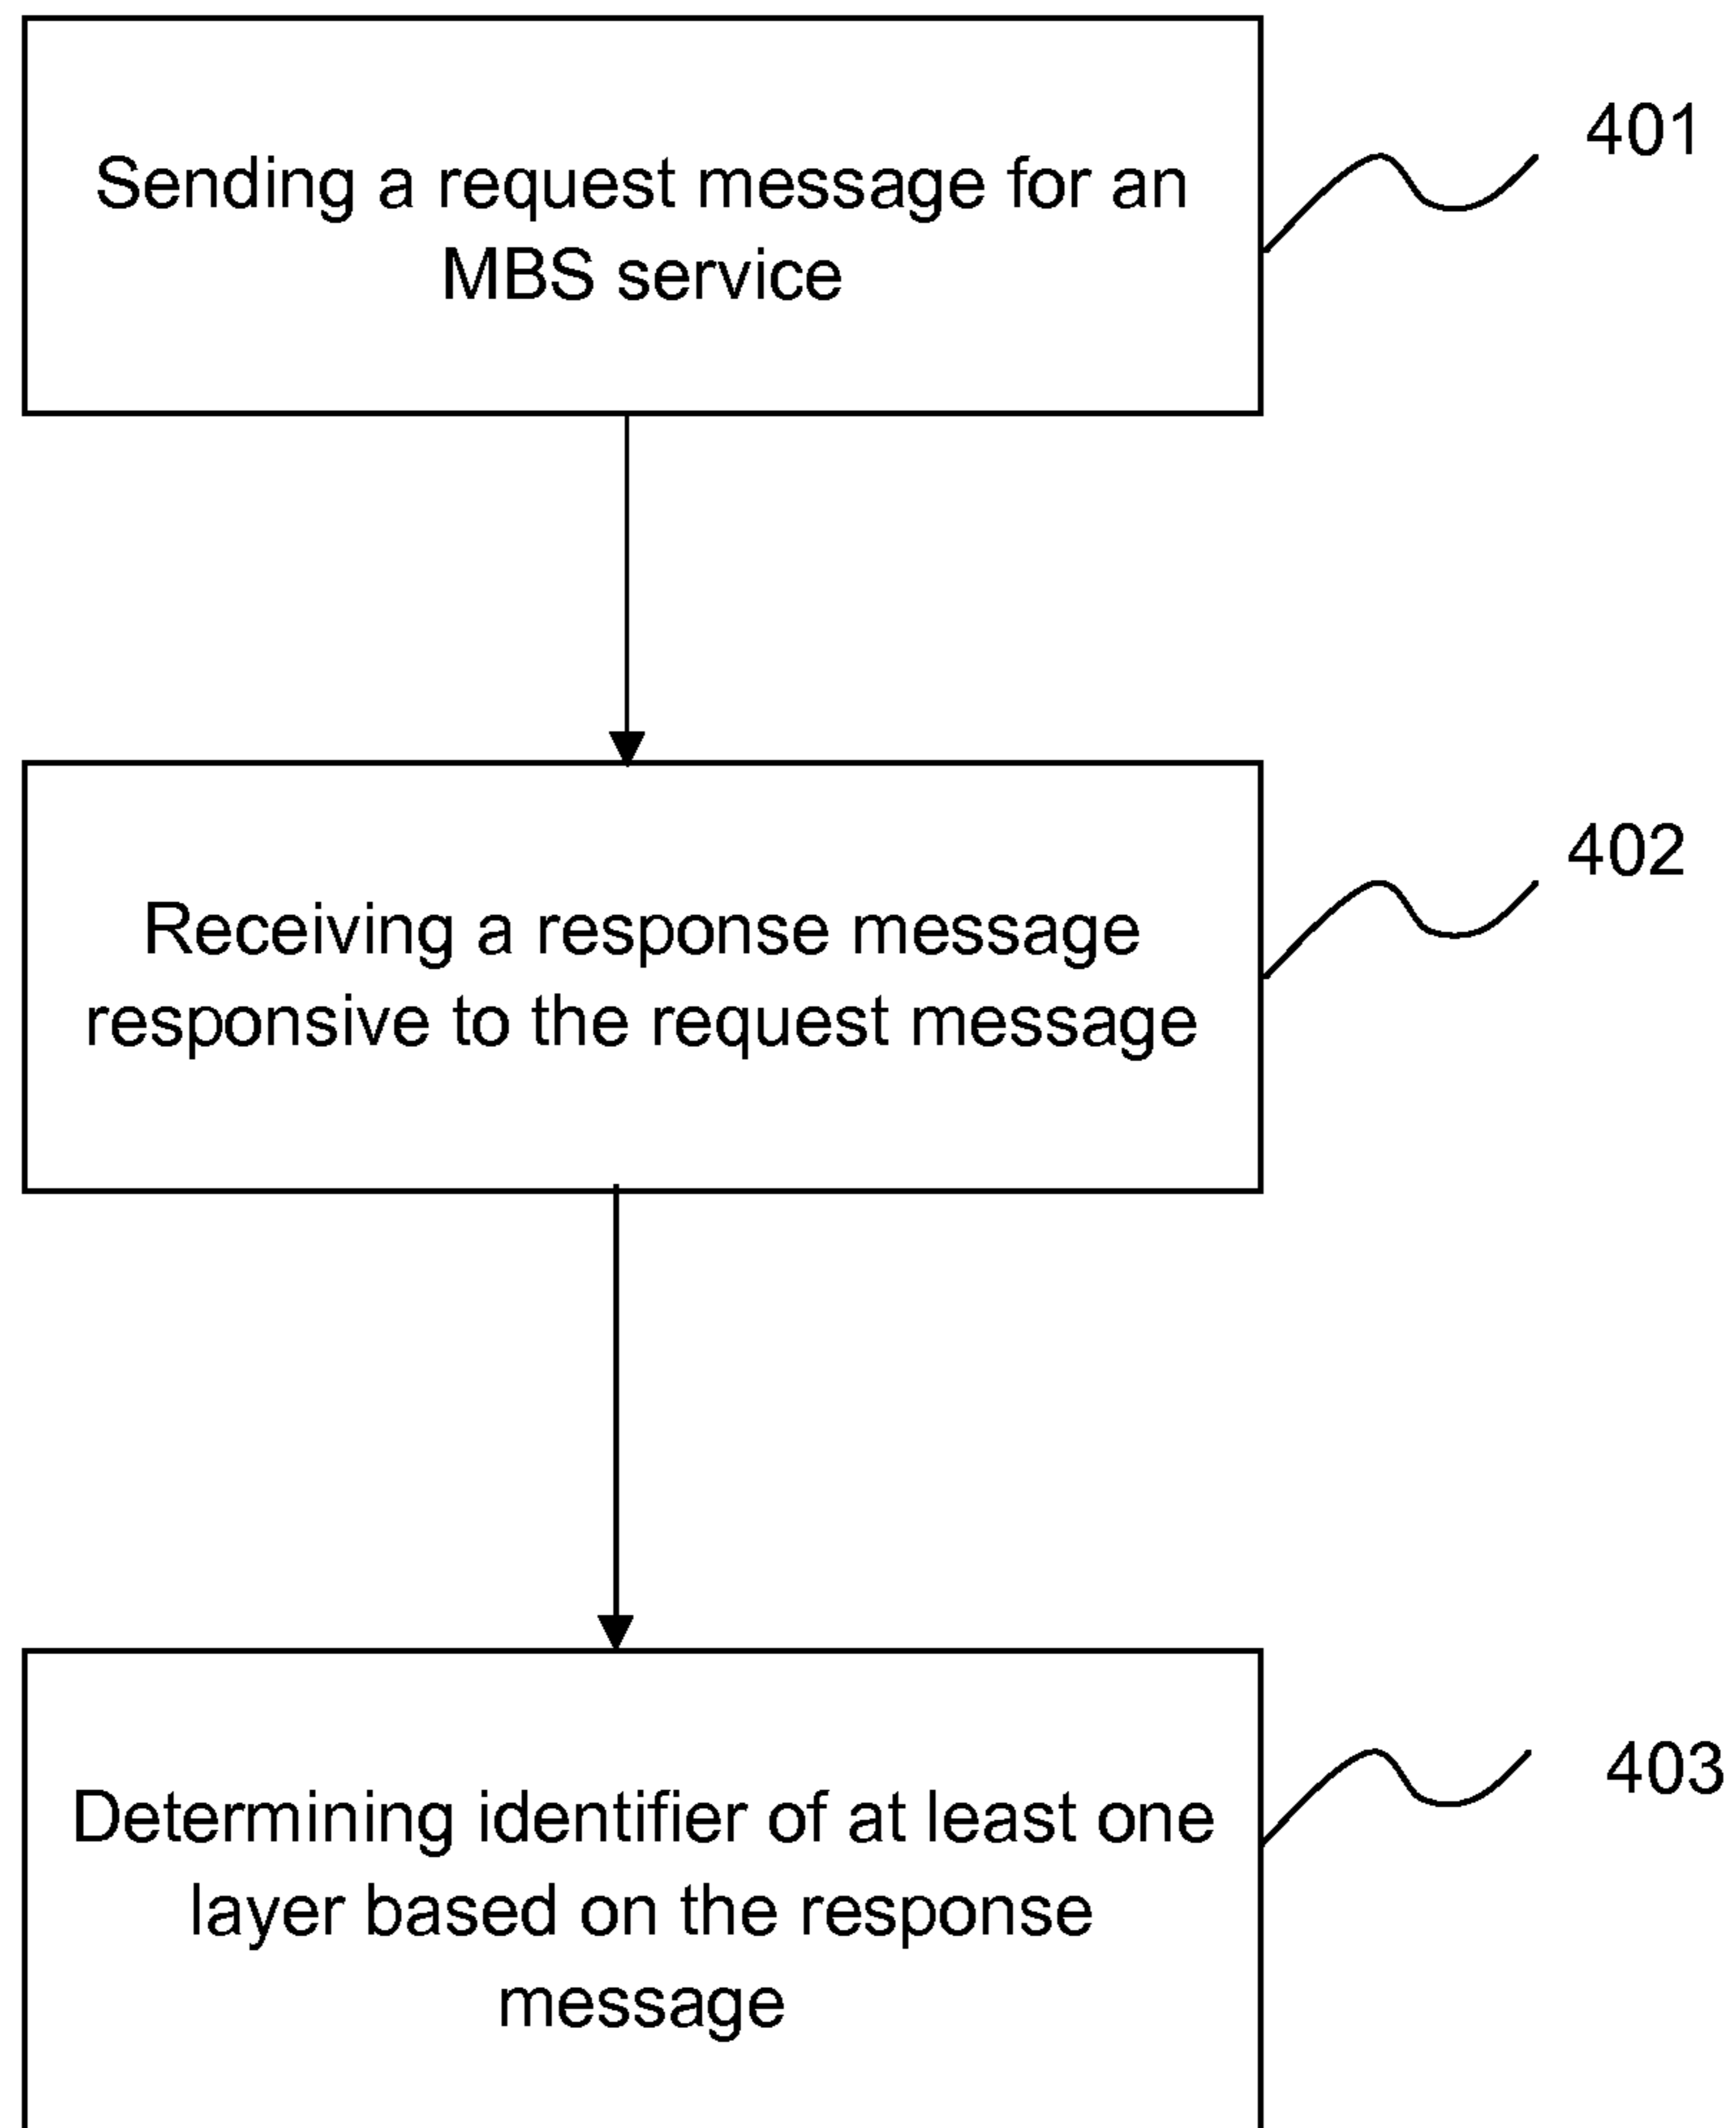 Sending a request message for an
MBS service
401
Receiving a response message
responsive to the request message
402
Determining identifier of at least one
layer based on the response
message
403